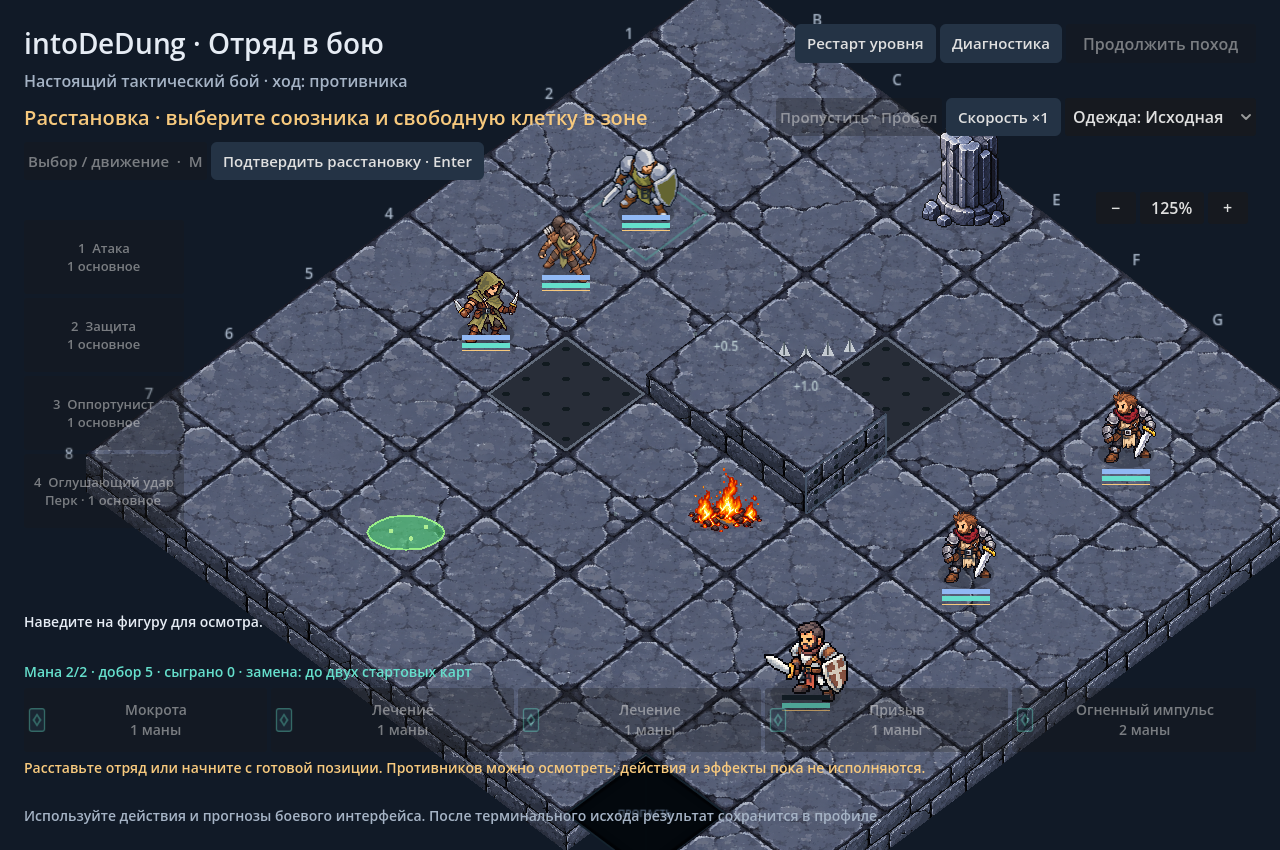 intoDeDung · Отряд в бою
Настоящий тактический бой · ход: противника
Расстановка · выберите союзника и свободную клетку в зоне
Выбор / движение · M
Подтвердить расстановку · Enter
Рестарт уровня
Диагностика
Продолжить поход
Пропустить · Пробел
Скорость ×1
Одежда: Исходная
−
125%
+
1
2
4
5
6
7
8
B
C
E
F
G
1 Атака
1 основное
2 Защита
1 основное
3 Оппортунист
1 основное
4 Оглушающий удар
Перк · 1 основное
+0.5
+1.0
Наведите на фигуру для осмотра.
Мана 2/2 · добор 5 · сыграно 0 · замена: до двух стартовых карт
Мокрота
1 маны
Лечение
1 маны
Лечение
1 маны
Призыв
1 маны
Огненный импульс
2 маны
Расставьте отряд или начните с готовой позиции. Противников можно осмотреть; действия и эффекты пока не исполняются.
ПРОПАСТЬ
Используйте действия и прогнозы боевого интерфейса. После терминального исхода результат сохранится в профиле.